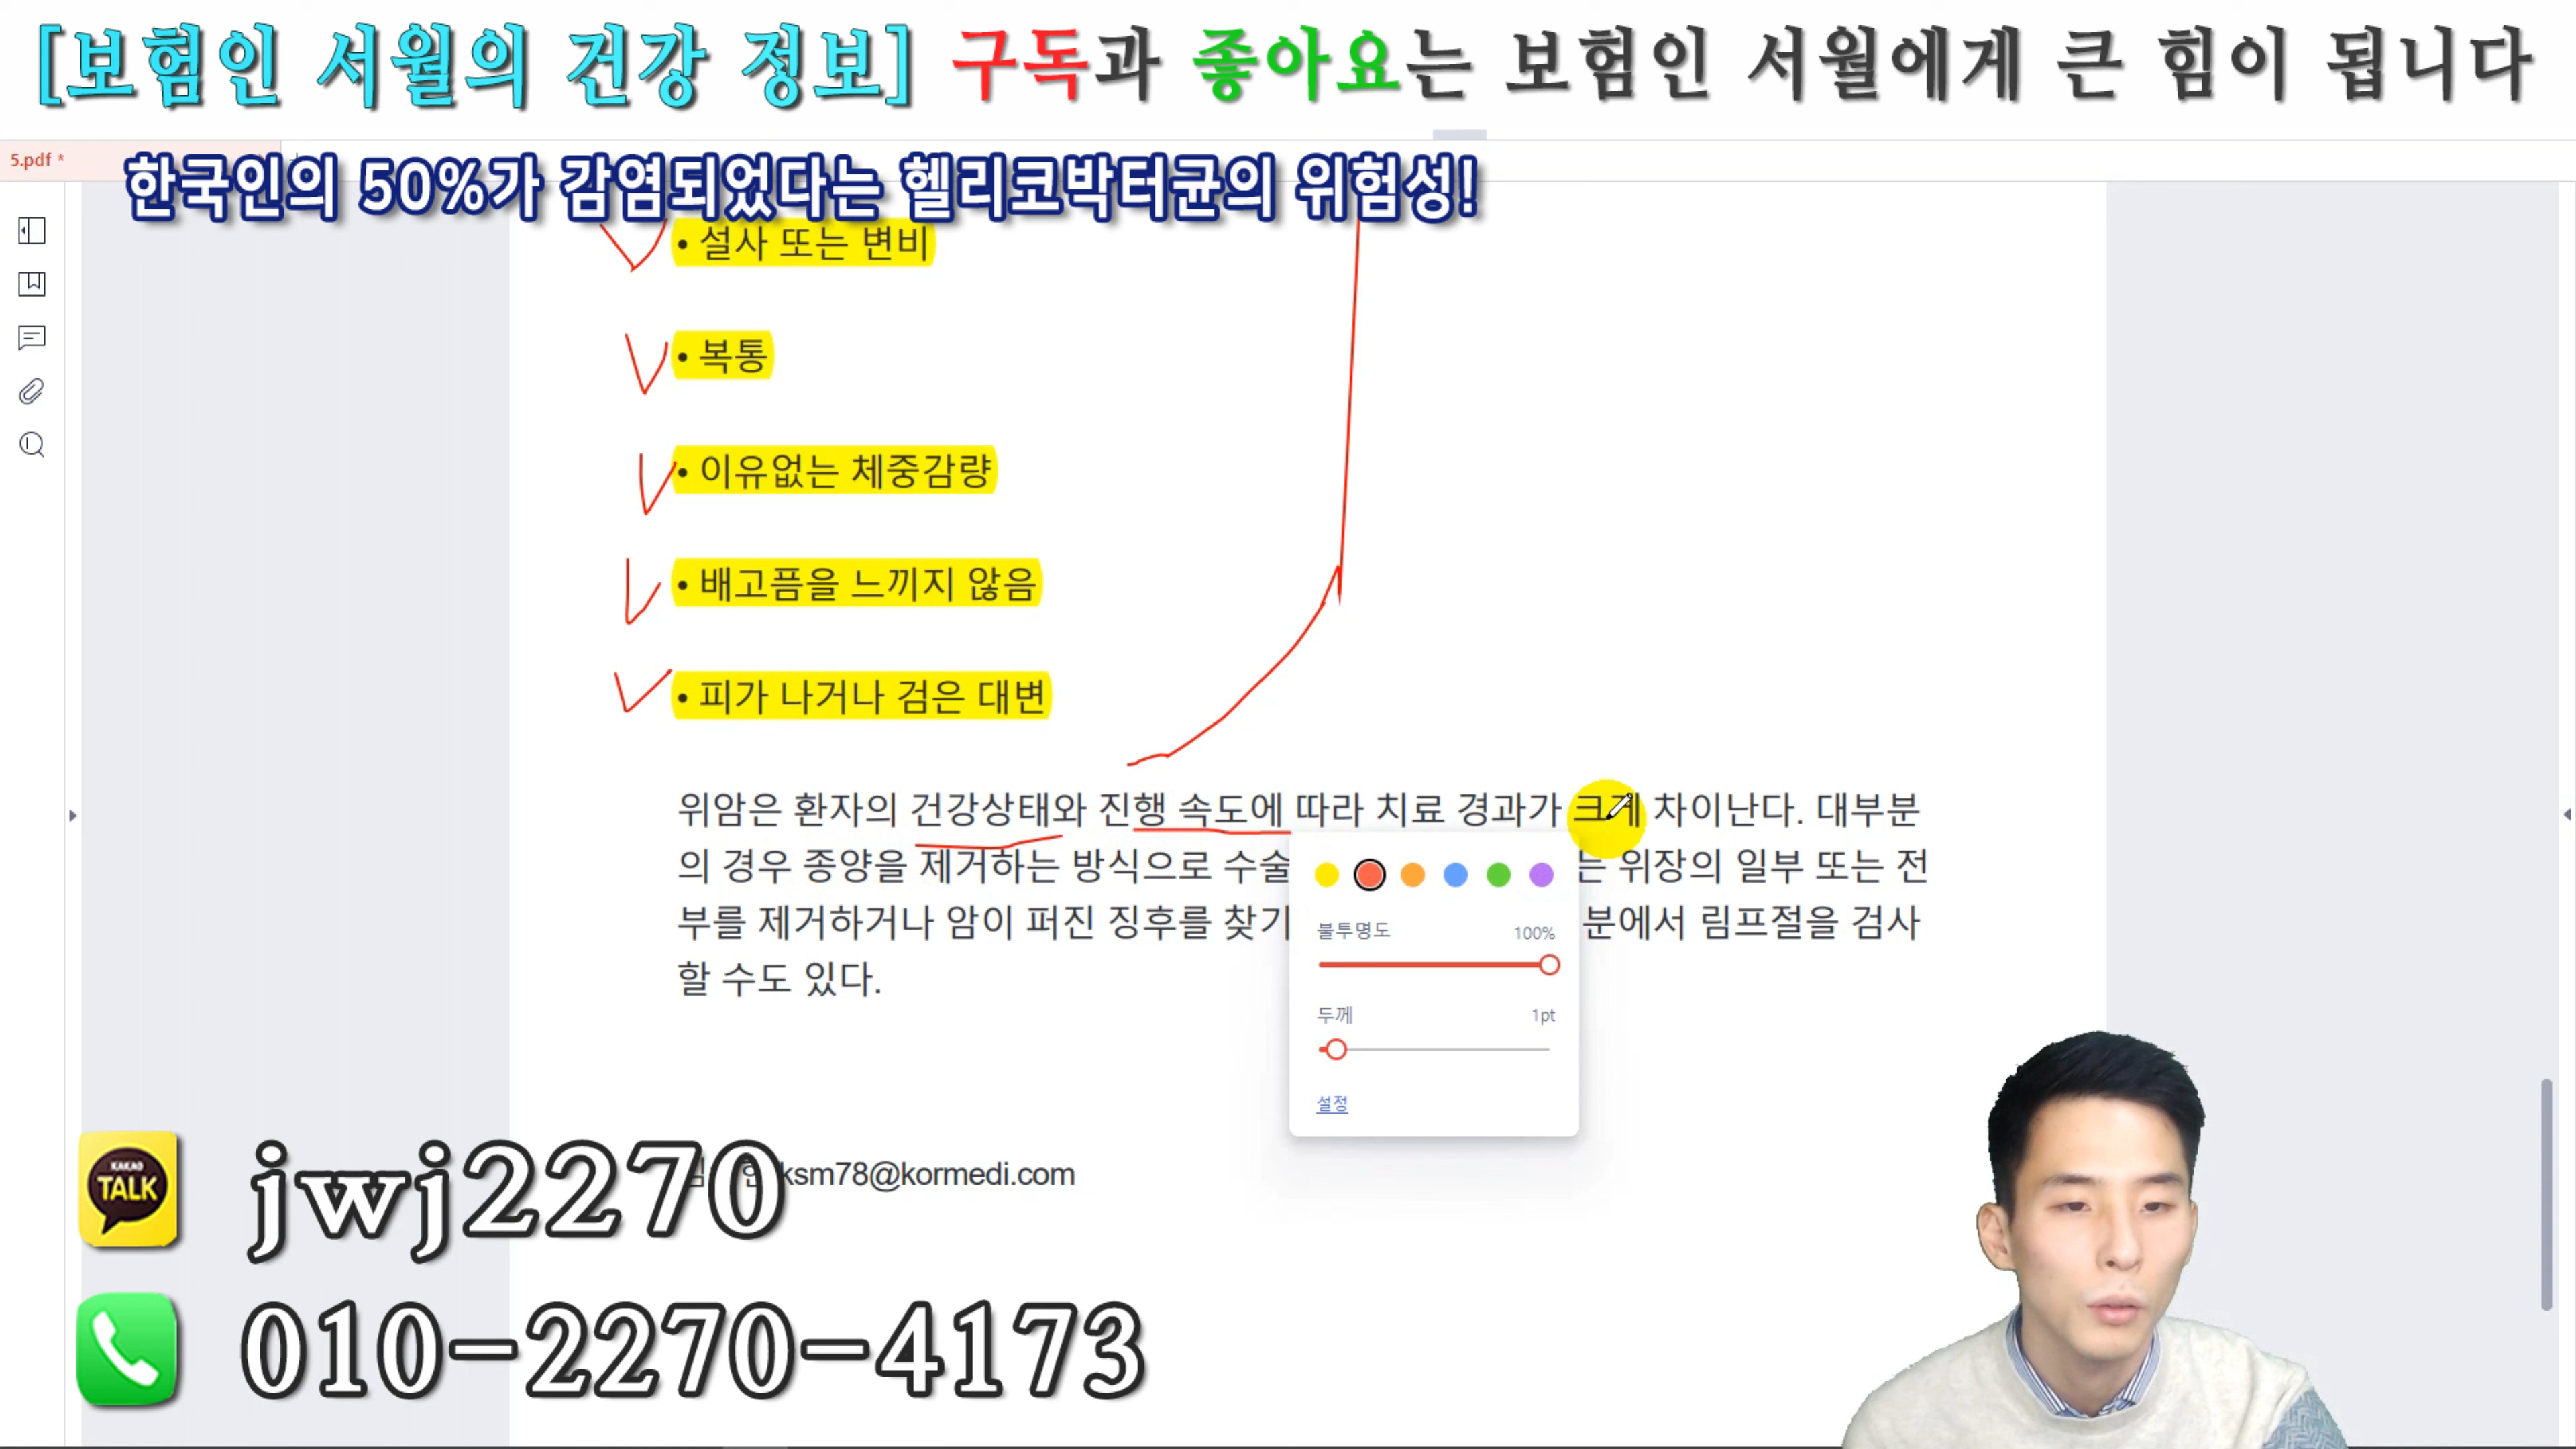 [보험인 서월의 건강 정보] 구독과 좋아요는 보험인 서월에게 큰 힘이 됩니다
5.pdf *
한국인의 50%가 감염되었다는 헬리코박터균의 위험성!
• 설사 또는 변비
• 복통
• 이유없는 체중감량
• 배고픔을 느끼지 않음
• 피가 나거나 검은 대변
위암은 환자의 건강상태와 진행 속도에 따라 치료 경과가 크게 차이난다. 대부분
의 경우 종양을 제거하는 방식으로 수술 는 위장의 일부 또는 전
부를 제거하거나 암이 퍼진 징후를 찾기 분에서 림프절을 검사
할 수도 있다.
불투명도 100%
두께 1pt
설정
ksm78@kormedi.com
KAKAO
TALK
jwj2270
010-2270-4173